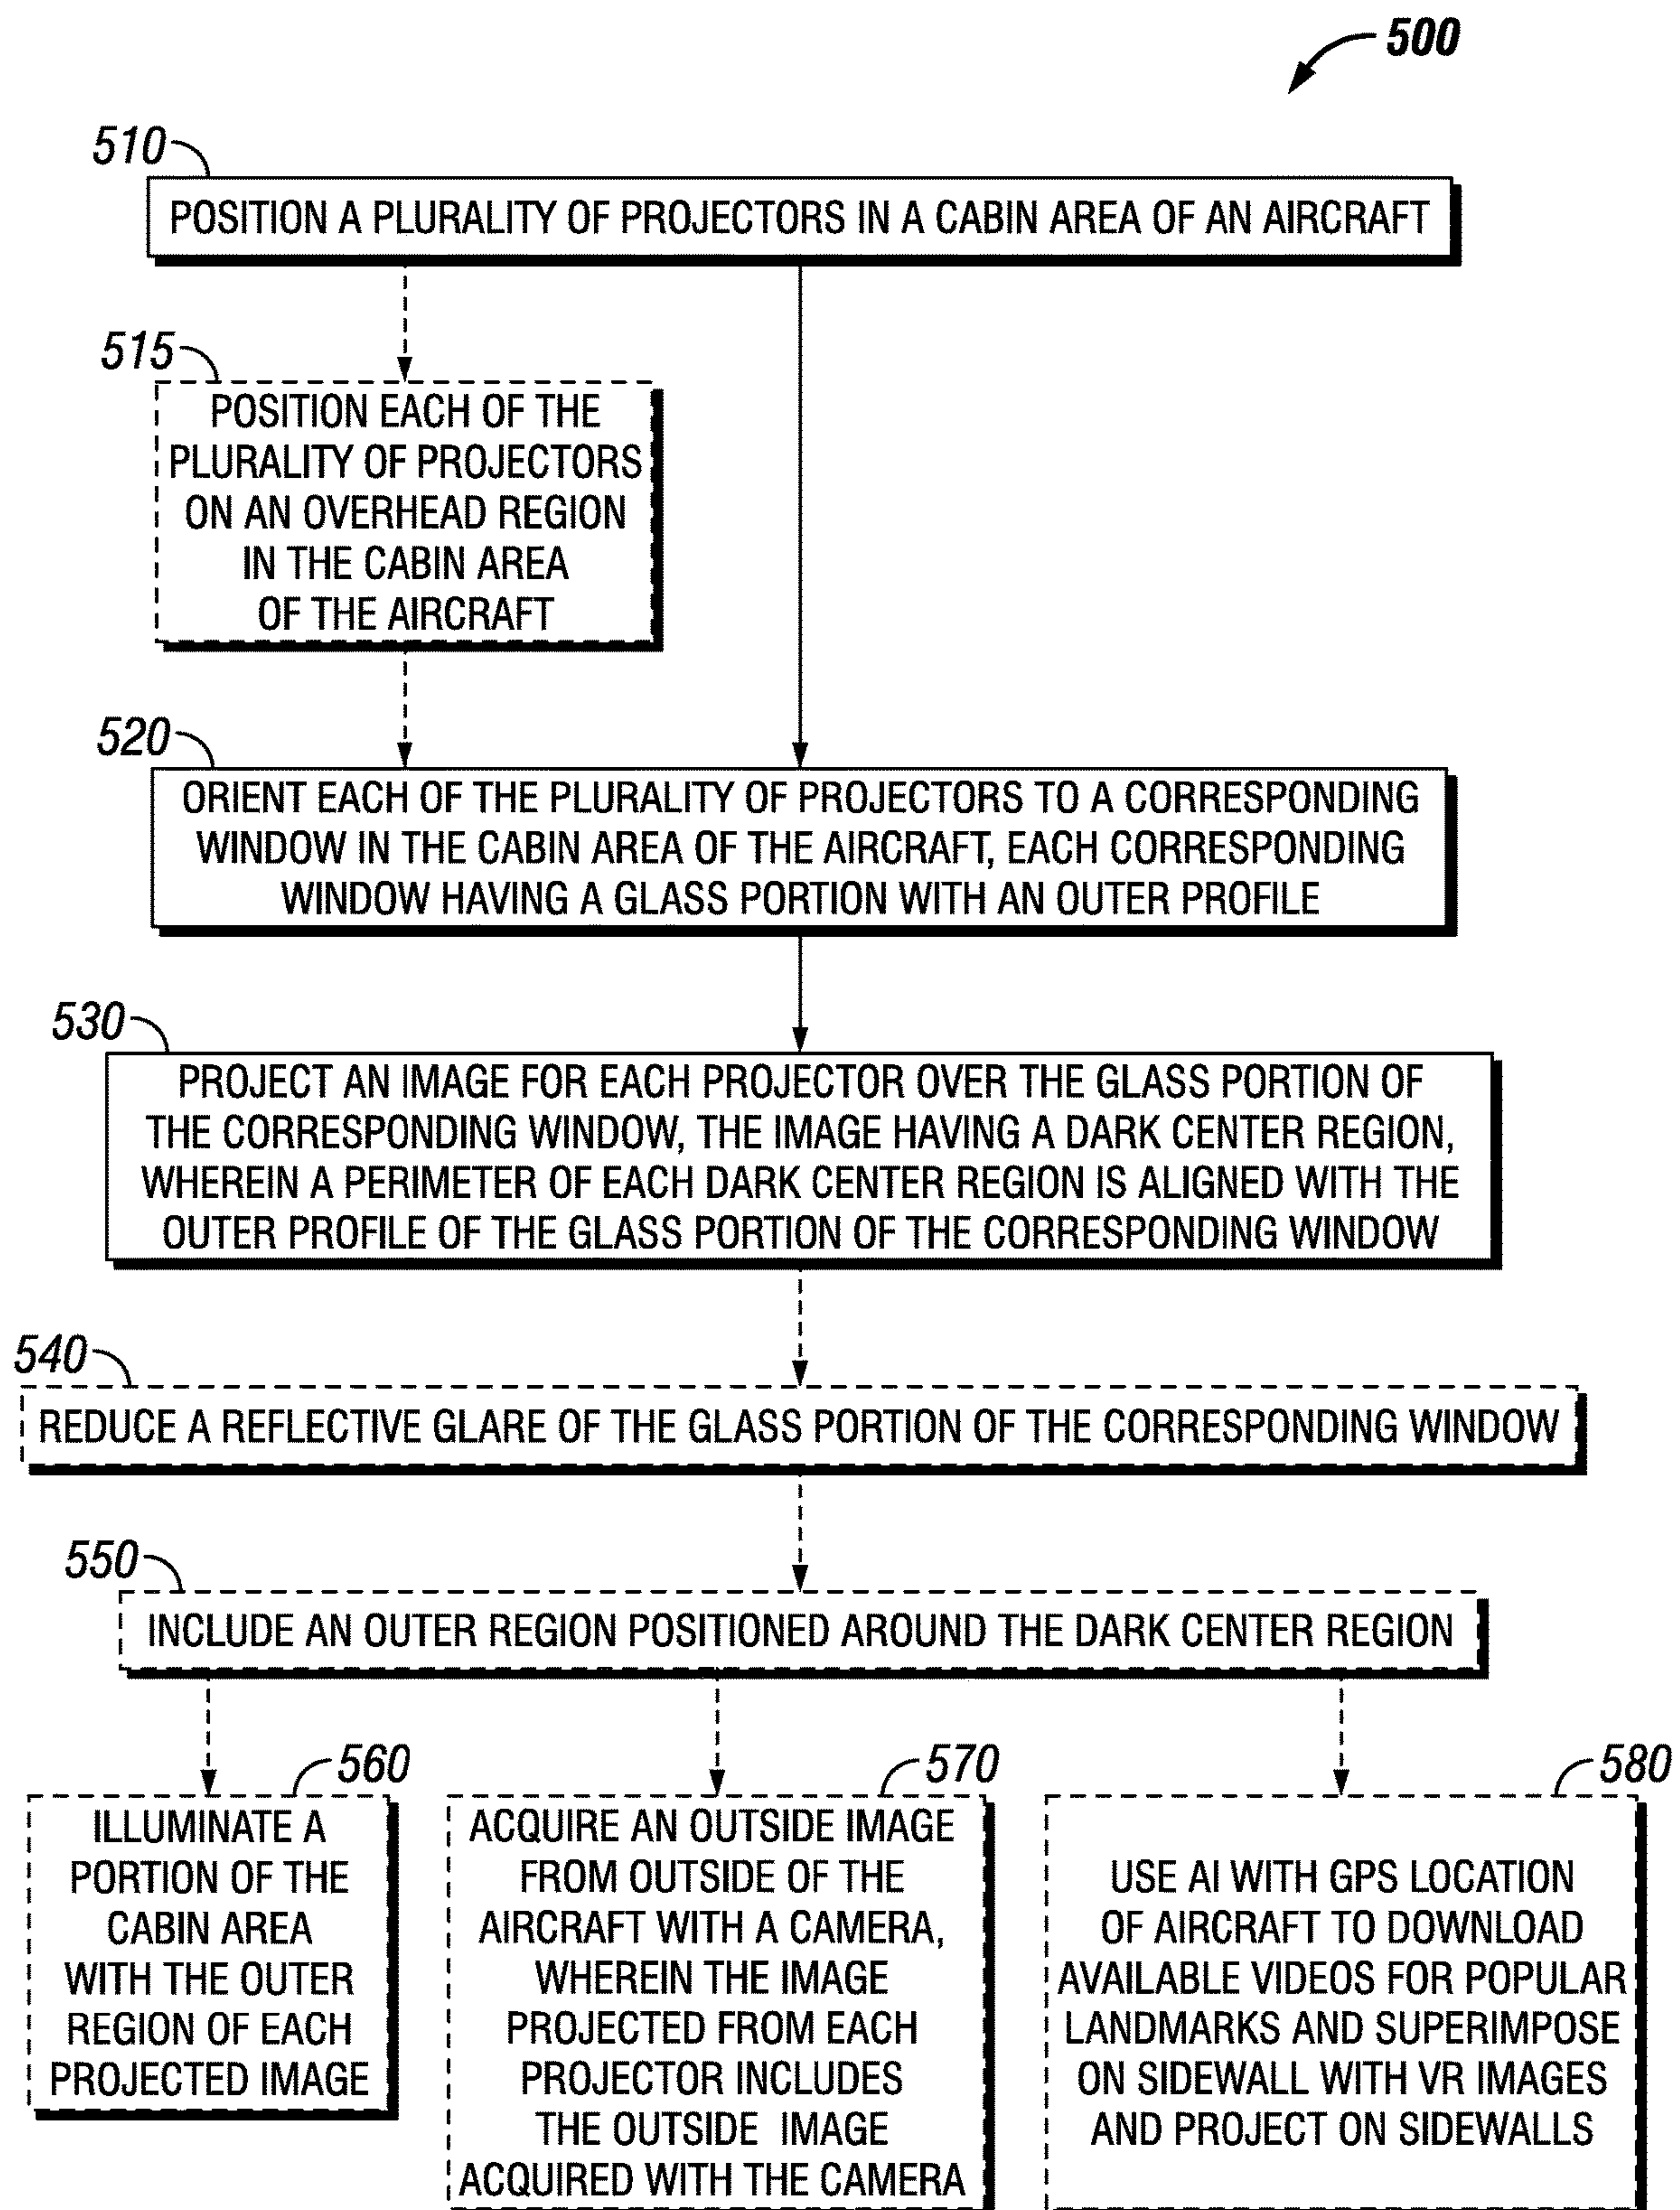 500
510
POSITION A PLURALITY OF PROJECTORS IN A CABIN AREA OF AN AIRCRAFT
515
POSITION EACH OF THE
PLURALITY OF PROJECTORS
ON AN OVERHEAD REGION
IN THE CABIN AREA
OF THE AIRCRAFT
520
ORIENT EACH OF THE PLURALITY OF PROJECTORS TO A CORRESPONDING
WINDOW IN THE CABIN AREA OF THE AIRCRAFT, EACH CORRESPONDING
WINDOW HAVING A GLASS PORTION WITH AN OUTER PROFILE
530
PROJECT AN IMAGE FOR EACH PROJECTOR OVER THE GLASS PORTION OF
THE CORRESPONDING WINDOW, THE IMAGE HAVING A DARK CENTER REGION,
WHEREIN A PERIMETER OF EACH DARK CENTER REGION IS ALIGNED WITH THE
OUTER PROFILE OF THE GLASS PORTION OF THE CORRESPONDING WINDOW
540
REDUCE A REFLECTIVE GLARE OF THE GLASS PORTION OF THE CORRESPONDING WINDOW
550
INCLUDE AN OUTER REGION POSITIONED AROUND THE DARK CENTER REGION
560
ILLUMINATE A
PORTION OF THE
CABIN AREA
WITH THE OUTER
REGION OF EACH
PROJECTED IMAGE
570
ACQUIRE AN OUTSIDE IMAGE
FROM OUTSIDE OF THE
AIRCRAFT WITH A CAMERA,
WHEREIN THE IMAGE
PROJECTED FROM EACH
PROJECTOR INCLUDES
THE OUTSIDE IMAGE
ACQUIRED WITH THE CAMERA
580
USE AI WITH GPS LOCATION
OF AIRCRAFT TO DOWNLOAD
AVAILABLE VIDEOS FOR POPULAR
LANDMARKS AND SUPERIMPOSE
ON SIDEWALL WITH VR IMAGES
AND PROJECT ON SIDEWALLS